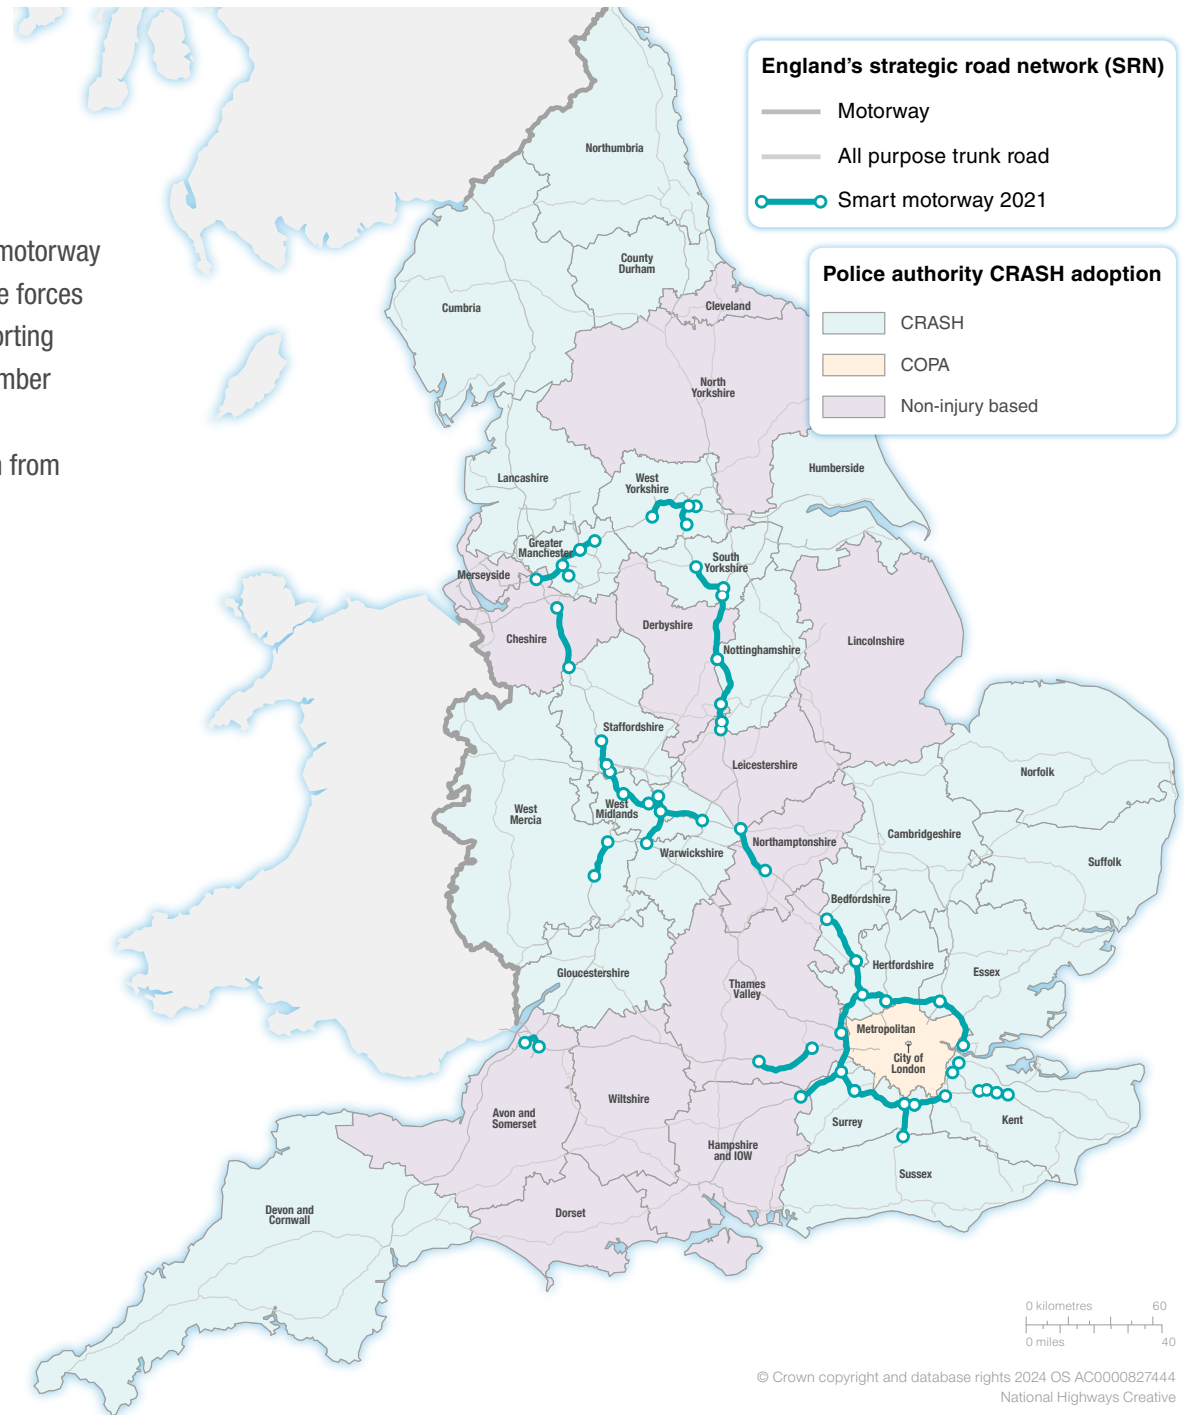 England's strategic road network (SRN)
Motorway
All purpose trunk road
Smart motorway 2021
Police authority CRASH adoption
CRASH
COPA
Non-injury based
motorway
e forces
orting
mber
n from
Northumbria
County
Durham
Cumbria
Cleveland
North
Yorkshire
Humberside
Lancashire
West
Yorkshire
Greater
Manchester
South
Yorkshire
Merseyside
Cheshire
Derbyshire
Nottinghamshire
Lincolnshire
Staffordshire
Leicestershire
Norfolk
West
Mercia
West
Midlands
Warwickshire
Northamptonshire
Cambridgeshire
Suffolk
Bedfordshire
Gloucestershire
Thames
Valley
Hertfordshire
Essex
Metropolitan
City of
London
Avon and
Somerset
Wiltshire
Hampshire
and IOW
Surrey
Kent
Sussex
Devon and
Cornwall
Dorset
0 kilometres 60
0 miles 40
© Crown copyright and database rights 2024 OS AC0000827444
National Highways Creative